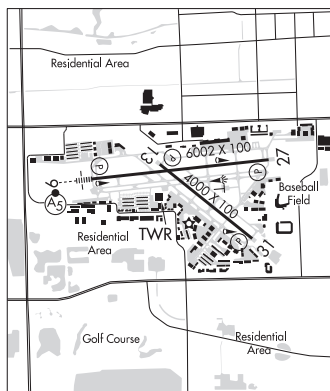 Residential Area
6002 X 100
4000 X 100
13
27
9
31
P
P
P
P
A5
L
Baseball
Field
Residential
Area
TWR
Golf Course
Residential
Area